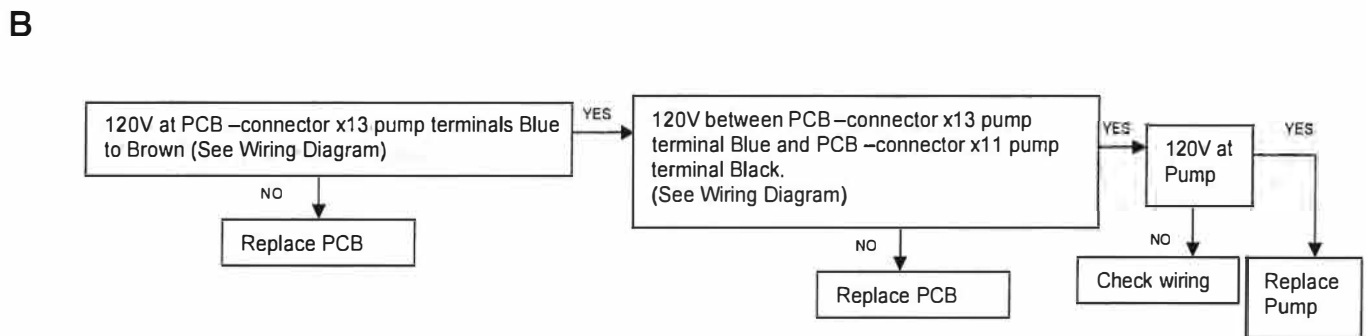 B
120V at PCB –connector x13 pump terminals Blue
to Brown (See Wiring Diagram)
YES
NO
Replace PCB
120V between PCB –connector x13 pump
terminal Blue and PCB –connector x11 pump
terminal Black.
(See Wiring Diagram)
YES
NO
Replace PCB
120V at
Pump
YES
NO
Check wiring
Replace
Pump